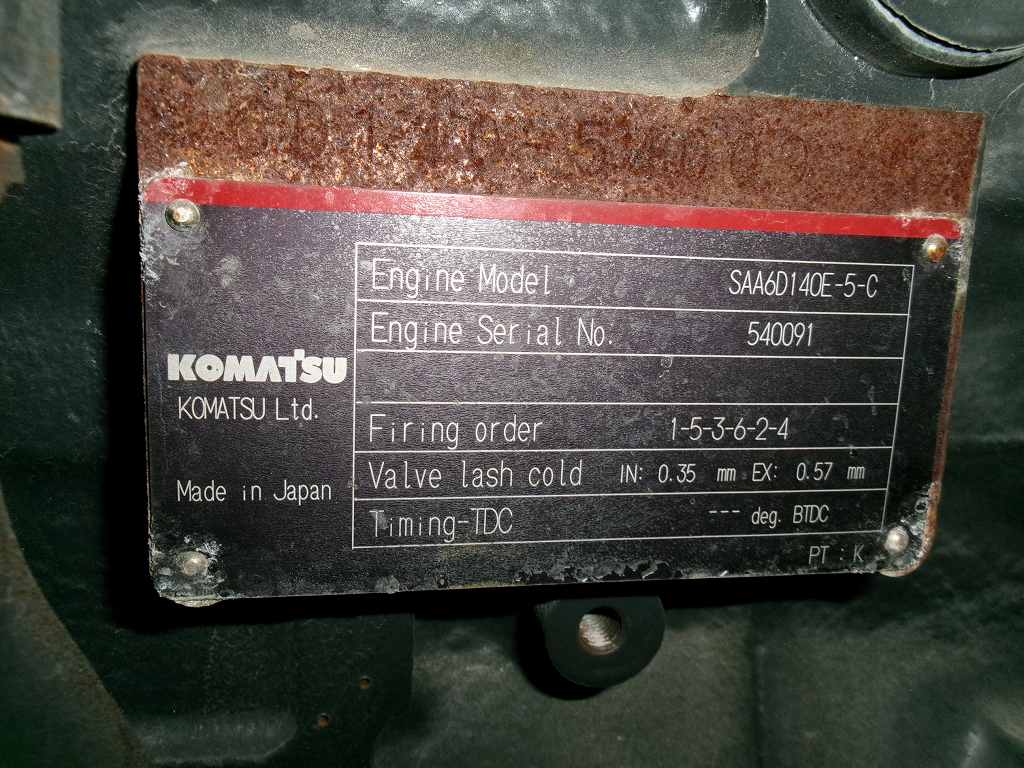 Engine Model SAA6D140E-5-C
Engine Serial No. 540091
KOMATSU
KOMATSU Ltd.
Firing order 1-5-3-6-2-4
Valve lash cold IN: 0.35 mm EX: 0.57 mm
Made in Japan
Timing-TDC --- deg. BTDC
PT : K